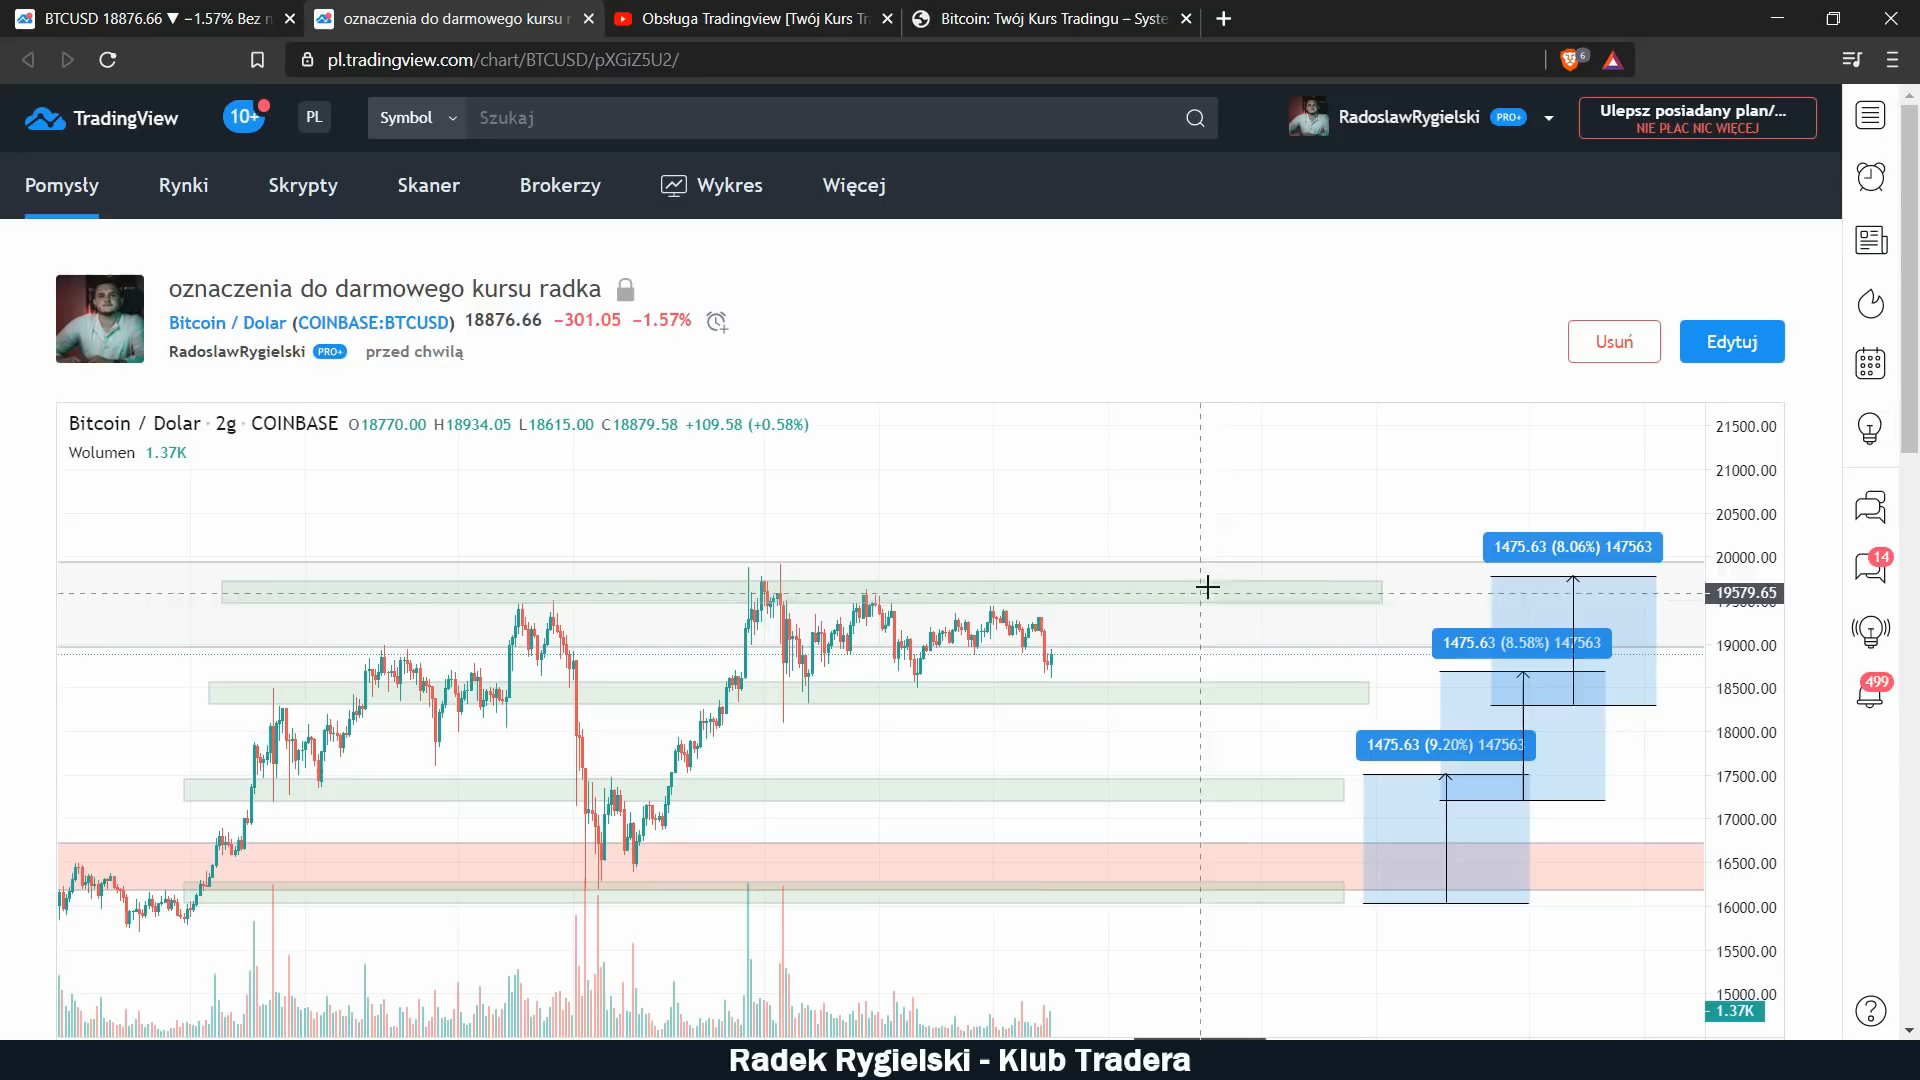 BTCUSD 18876.66 ▼ −1.57% Bez n
oznaczenia do darmowego kursu r
Obsługa Tradingview [Twój Kurs Tr
Bitcoin: Twój Kurs Tradingu – Syste
pl.tradingview.com/chart/BTCUSD/pXGiZ5U2/
6
TradingView
10+
PL
Symbol
Szukaj
RadoslawRygielski PRO+
Ulepsz posiadany plan/...
NIE PŁAĆ NIC WIĘCEJ
Pomysły
Rynki
Skrypty
Skaner
Brokerzy
Wykres
Więcej
oznaczenia do darmowego kursu radka
Bitcoin / Dolar (COINBASE:BTCUSD) 18876.66 −301.05 −1.57%
RadoslawRygielski PRO+ przed chwilą
Usuń
Edytuj
Bitcoin / Dolar · 2g · COINBASE O18770.00 H18934.05 L18615.00 C18879.58 +109.58 (+0.58%)
Wolumen 1.37K
21500.00
21000.00
20500.00
20000.00
19579.65
19500.00
19000.00
18500.00
18000.00
17500.00
17000.00
16500.00
16000.00
15500.00
15000.00
1.37K
1475.63 (8.06%) 147563
1475.63 (8.58%) 147563
1475.63 (9.20%) 147563
14
499
Radek Rygielski - Klub Tradera